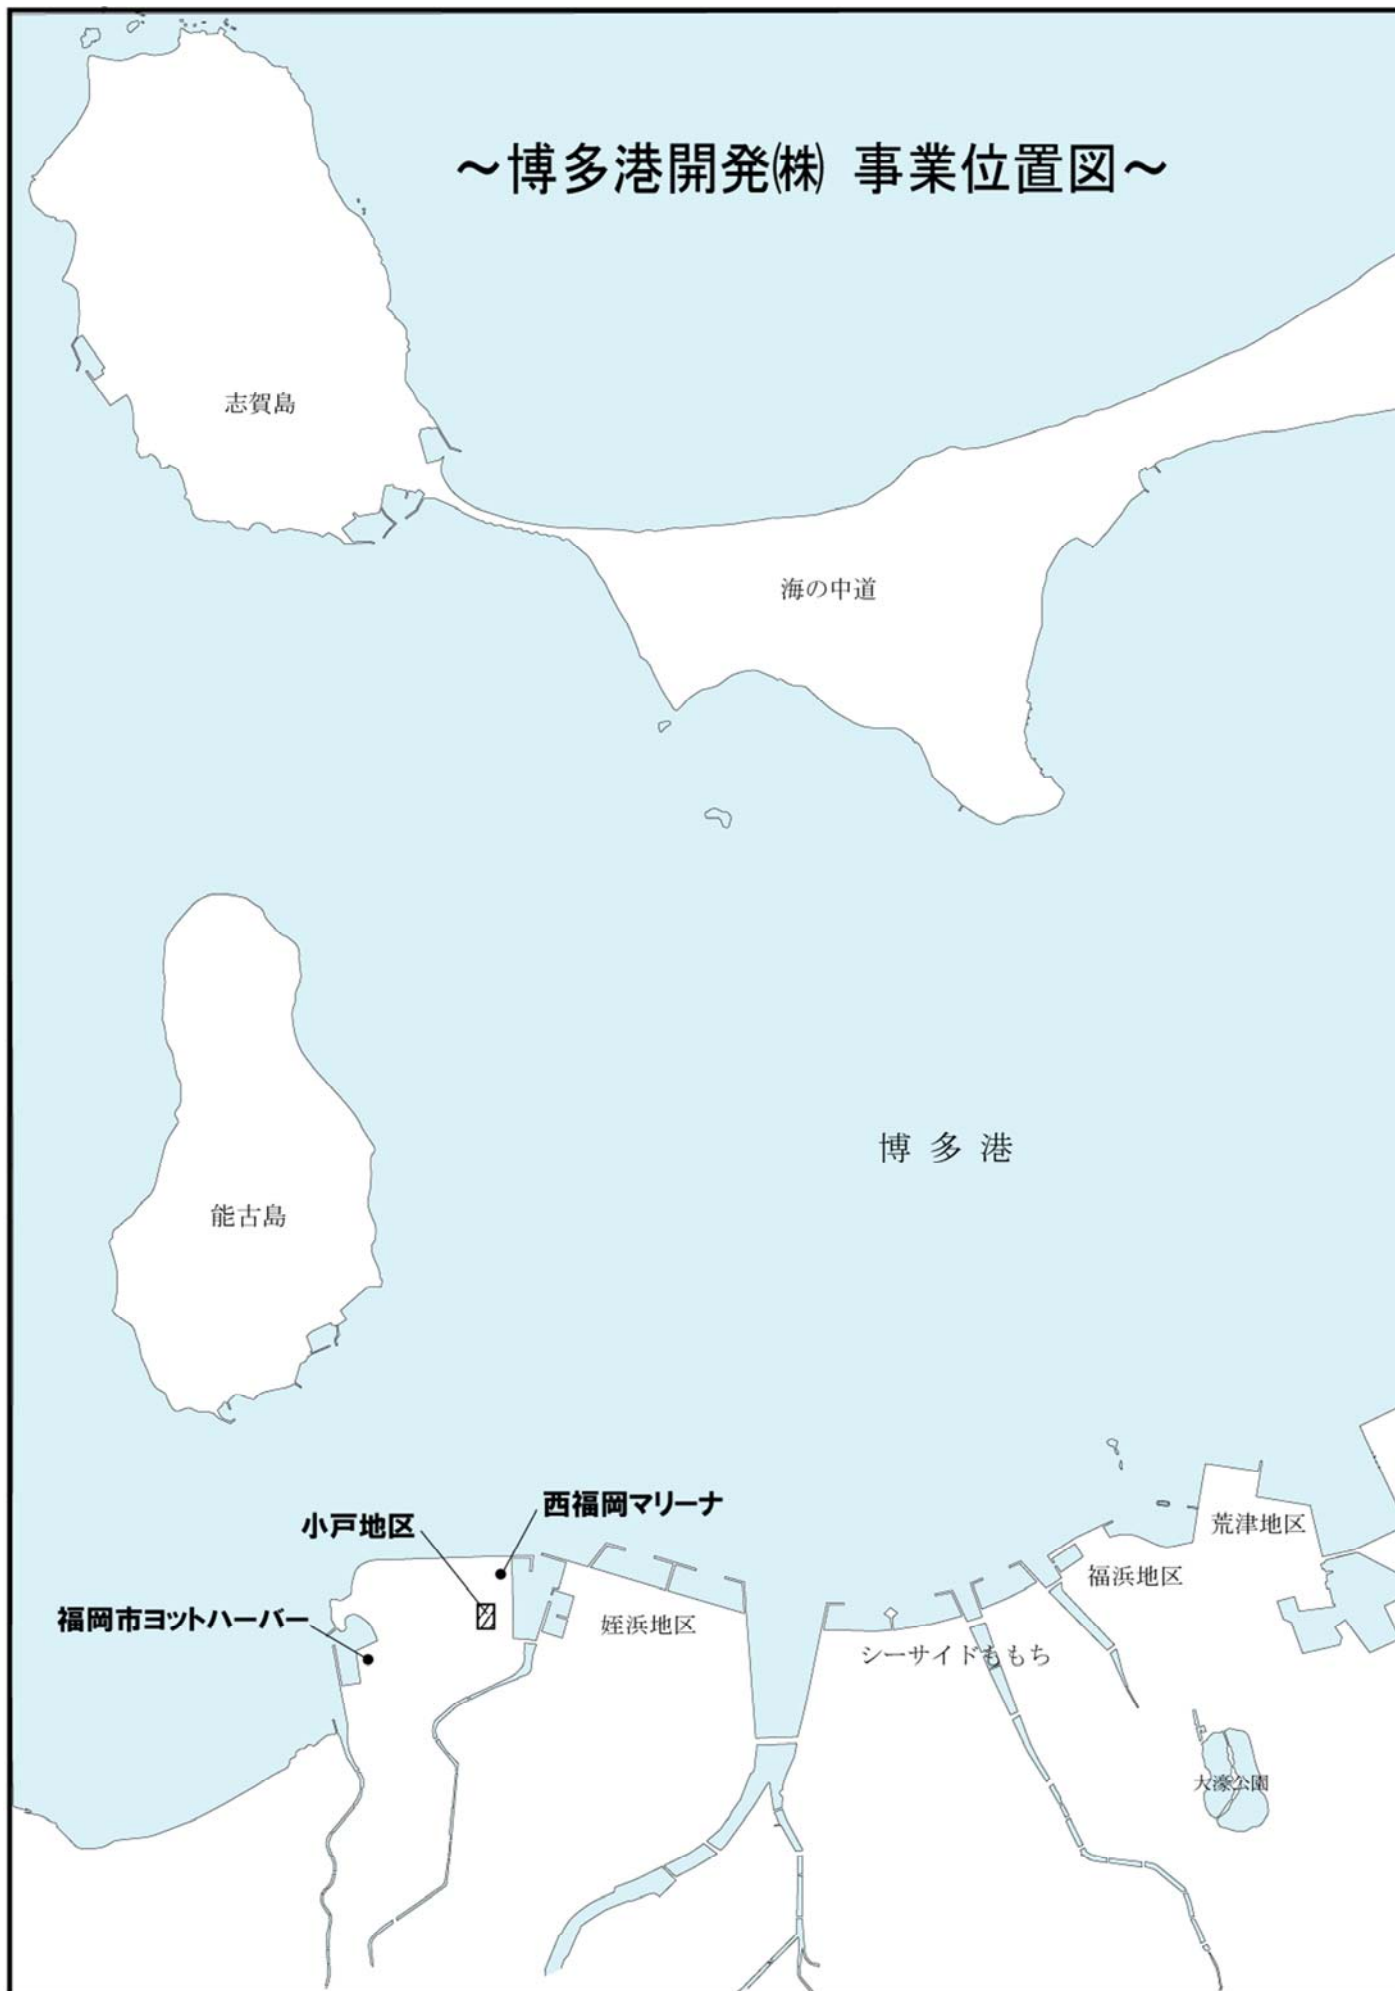 ～博多港開発㈱ 事業位置図～
志賀島
海の中道
博多港
能古島
西福岡マリーナ
小戸地区
荒津地区
福浜地区
福岡市ヨットハーバー
姪浜地区
シーサイドももち
大濠公園